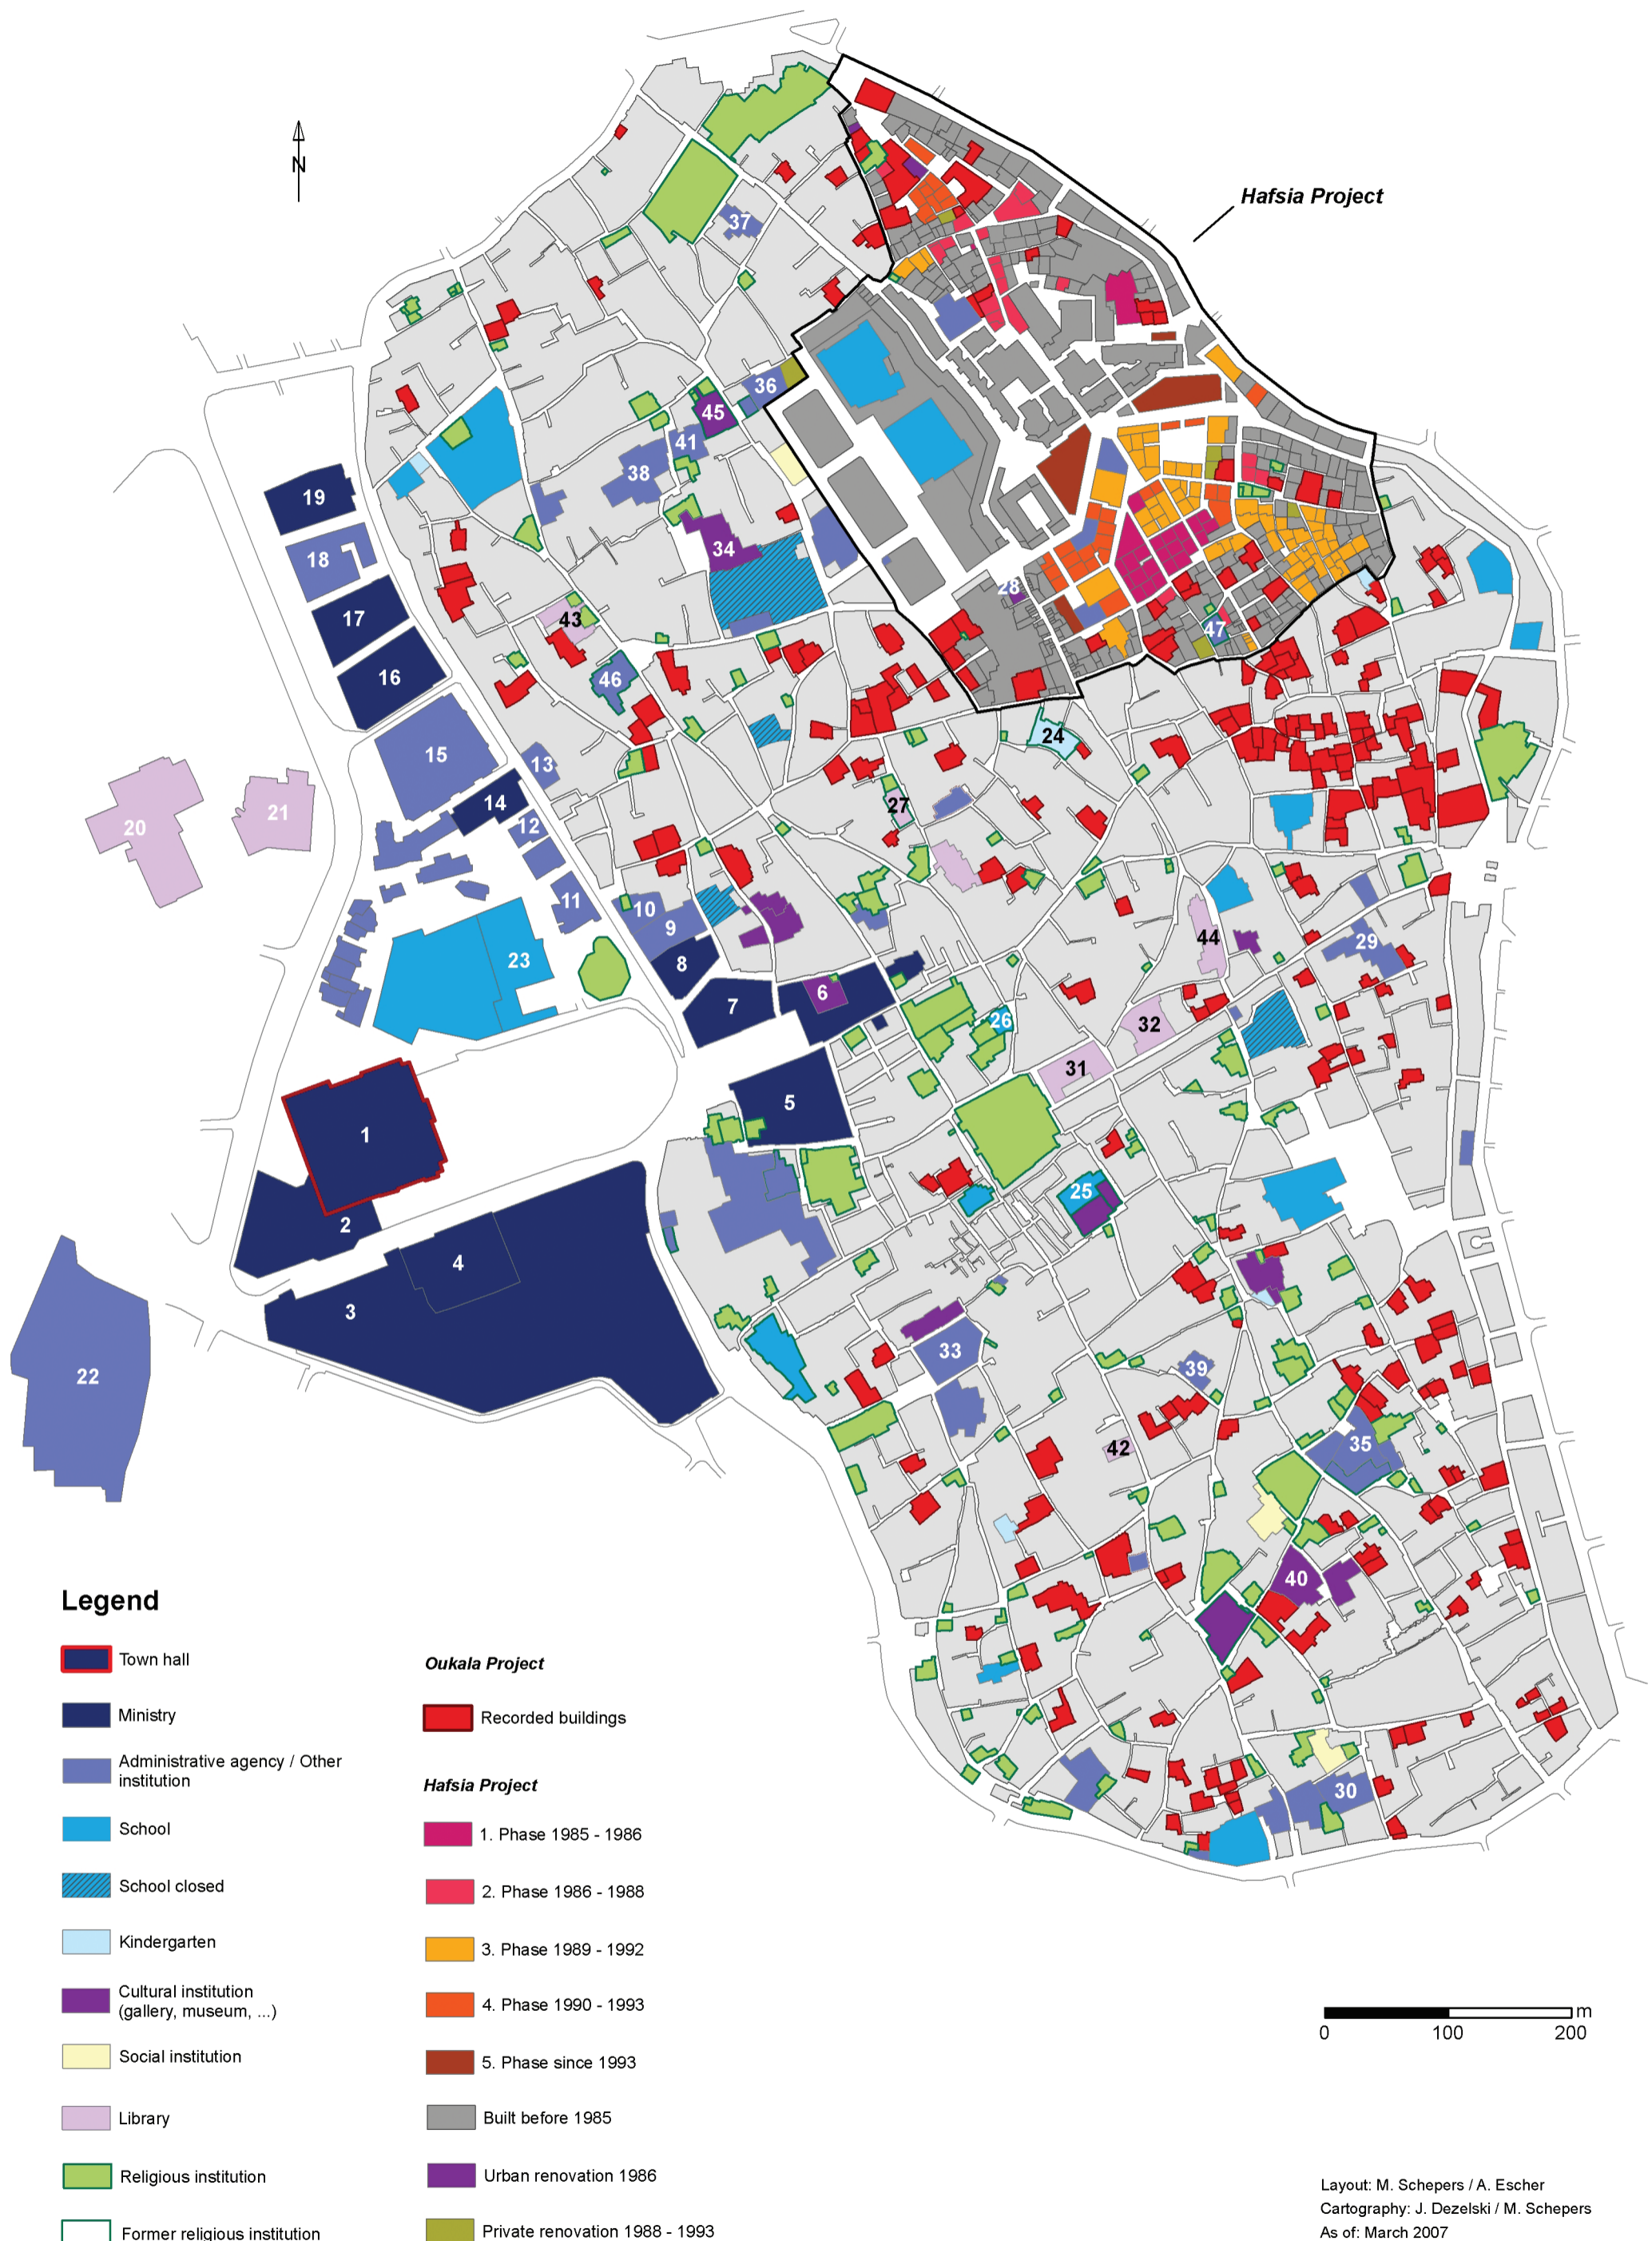 N
Hafsia Project
37
36
45
41
38
19
34
18
28
17
43
47
16
46
24
15
13
14
27
12
20
21
11
10
9
44
29
23
8
6
7
26
32
31
5
1
25
2
4
3
33
39
22
42
35
40
30
Legend
Town hall
Ministry
Administrative agency / Other
institution
School
School closed
Kindergarten
Cultural institution
(gallery, museum, ...)
Social institution
Library
Religious institution
Former religious institution
Oukala Project
Recorded buildings
Hafsia Project
1. Phase 1985 - 1986
2. Phase 1986 - 1988
3. Phase 1989 - 1992
4. Phase 1990 - 1993
5. Phase since 1993
Built before 1985
Urban renovation 1986
Private renovation 1988 - 1993
m
0 100 200
Layout: M. Schepers / A. Escher
Cartography: J. Dezelski / M. Schepers
As of: March 2007